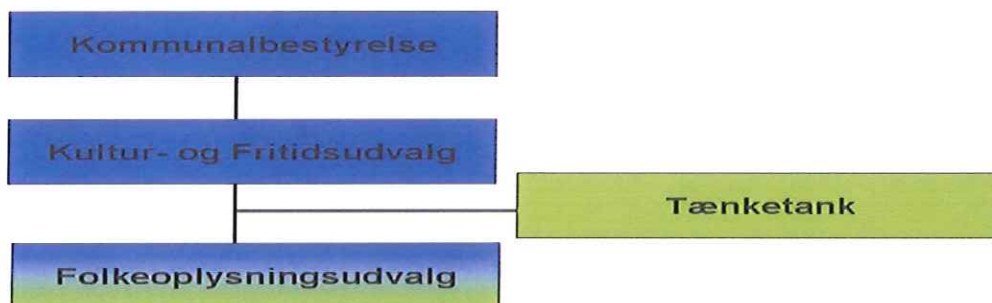 Kommunalbestyrelse
Kultur- og Fritidsudvalg
Tænketank
Folkeoplysningsudvalg